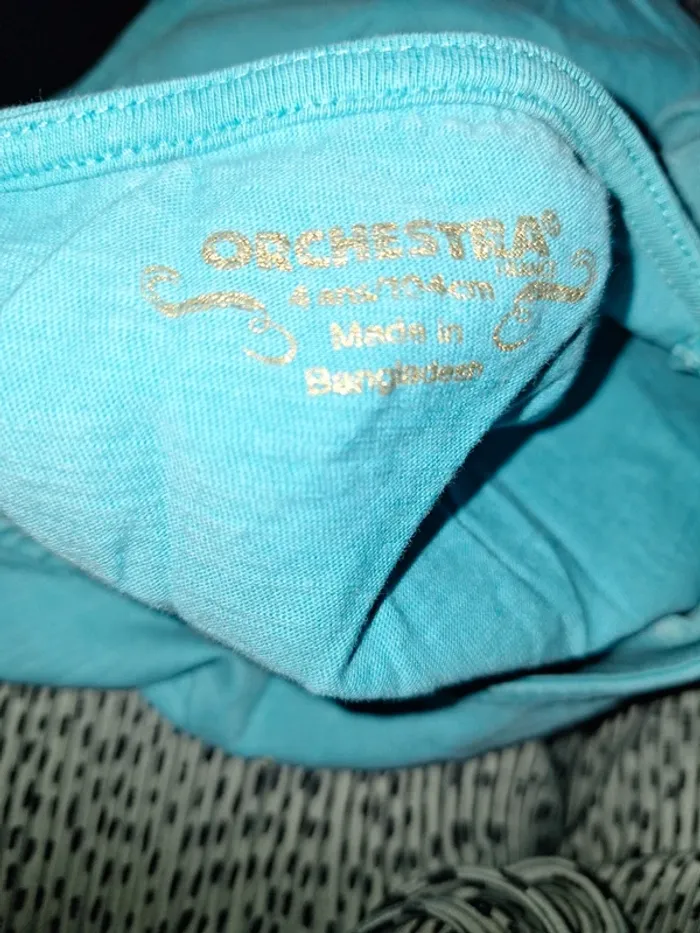 ORCHESTRA®
4 ans/104cm
Made in
Bangladesh